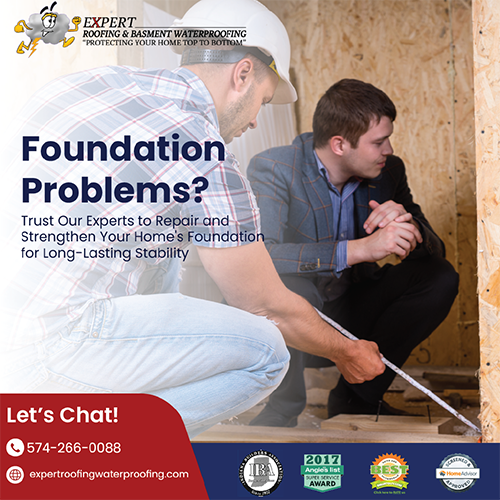 EXPERT
ROOFING & BASMENT WATERPROOFING
"PROTECTING YOUR HOME TOP TO BOTTOM"
Foundation
Problems?
Trust Our Experts to Repair and
Strengthen Your Home's Foundation
for Long-Lasting Stability
Let's Chat!
574-266-0088
expertroofingwaterproofing.com
IBA
2017
Angie's list
SUPER SERVICE
AWARD
BEST
HomeAdvisor
SCREENED &
APPROVED